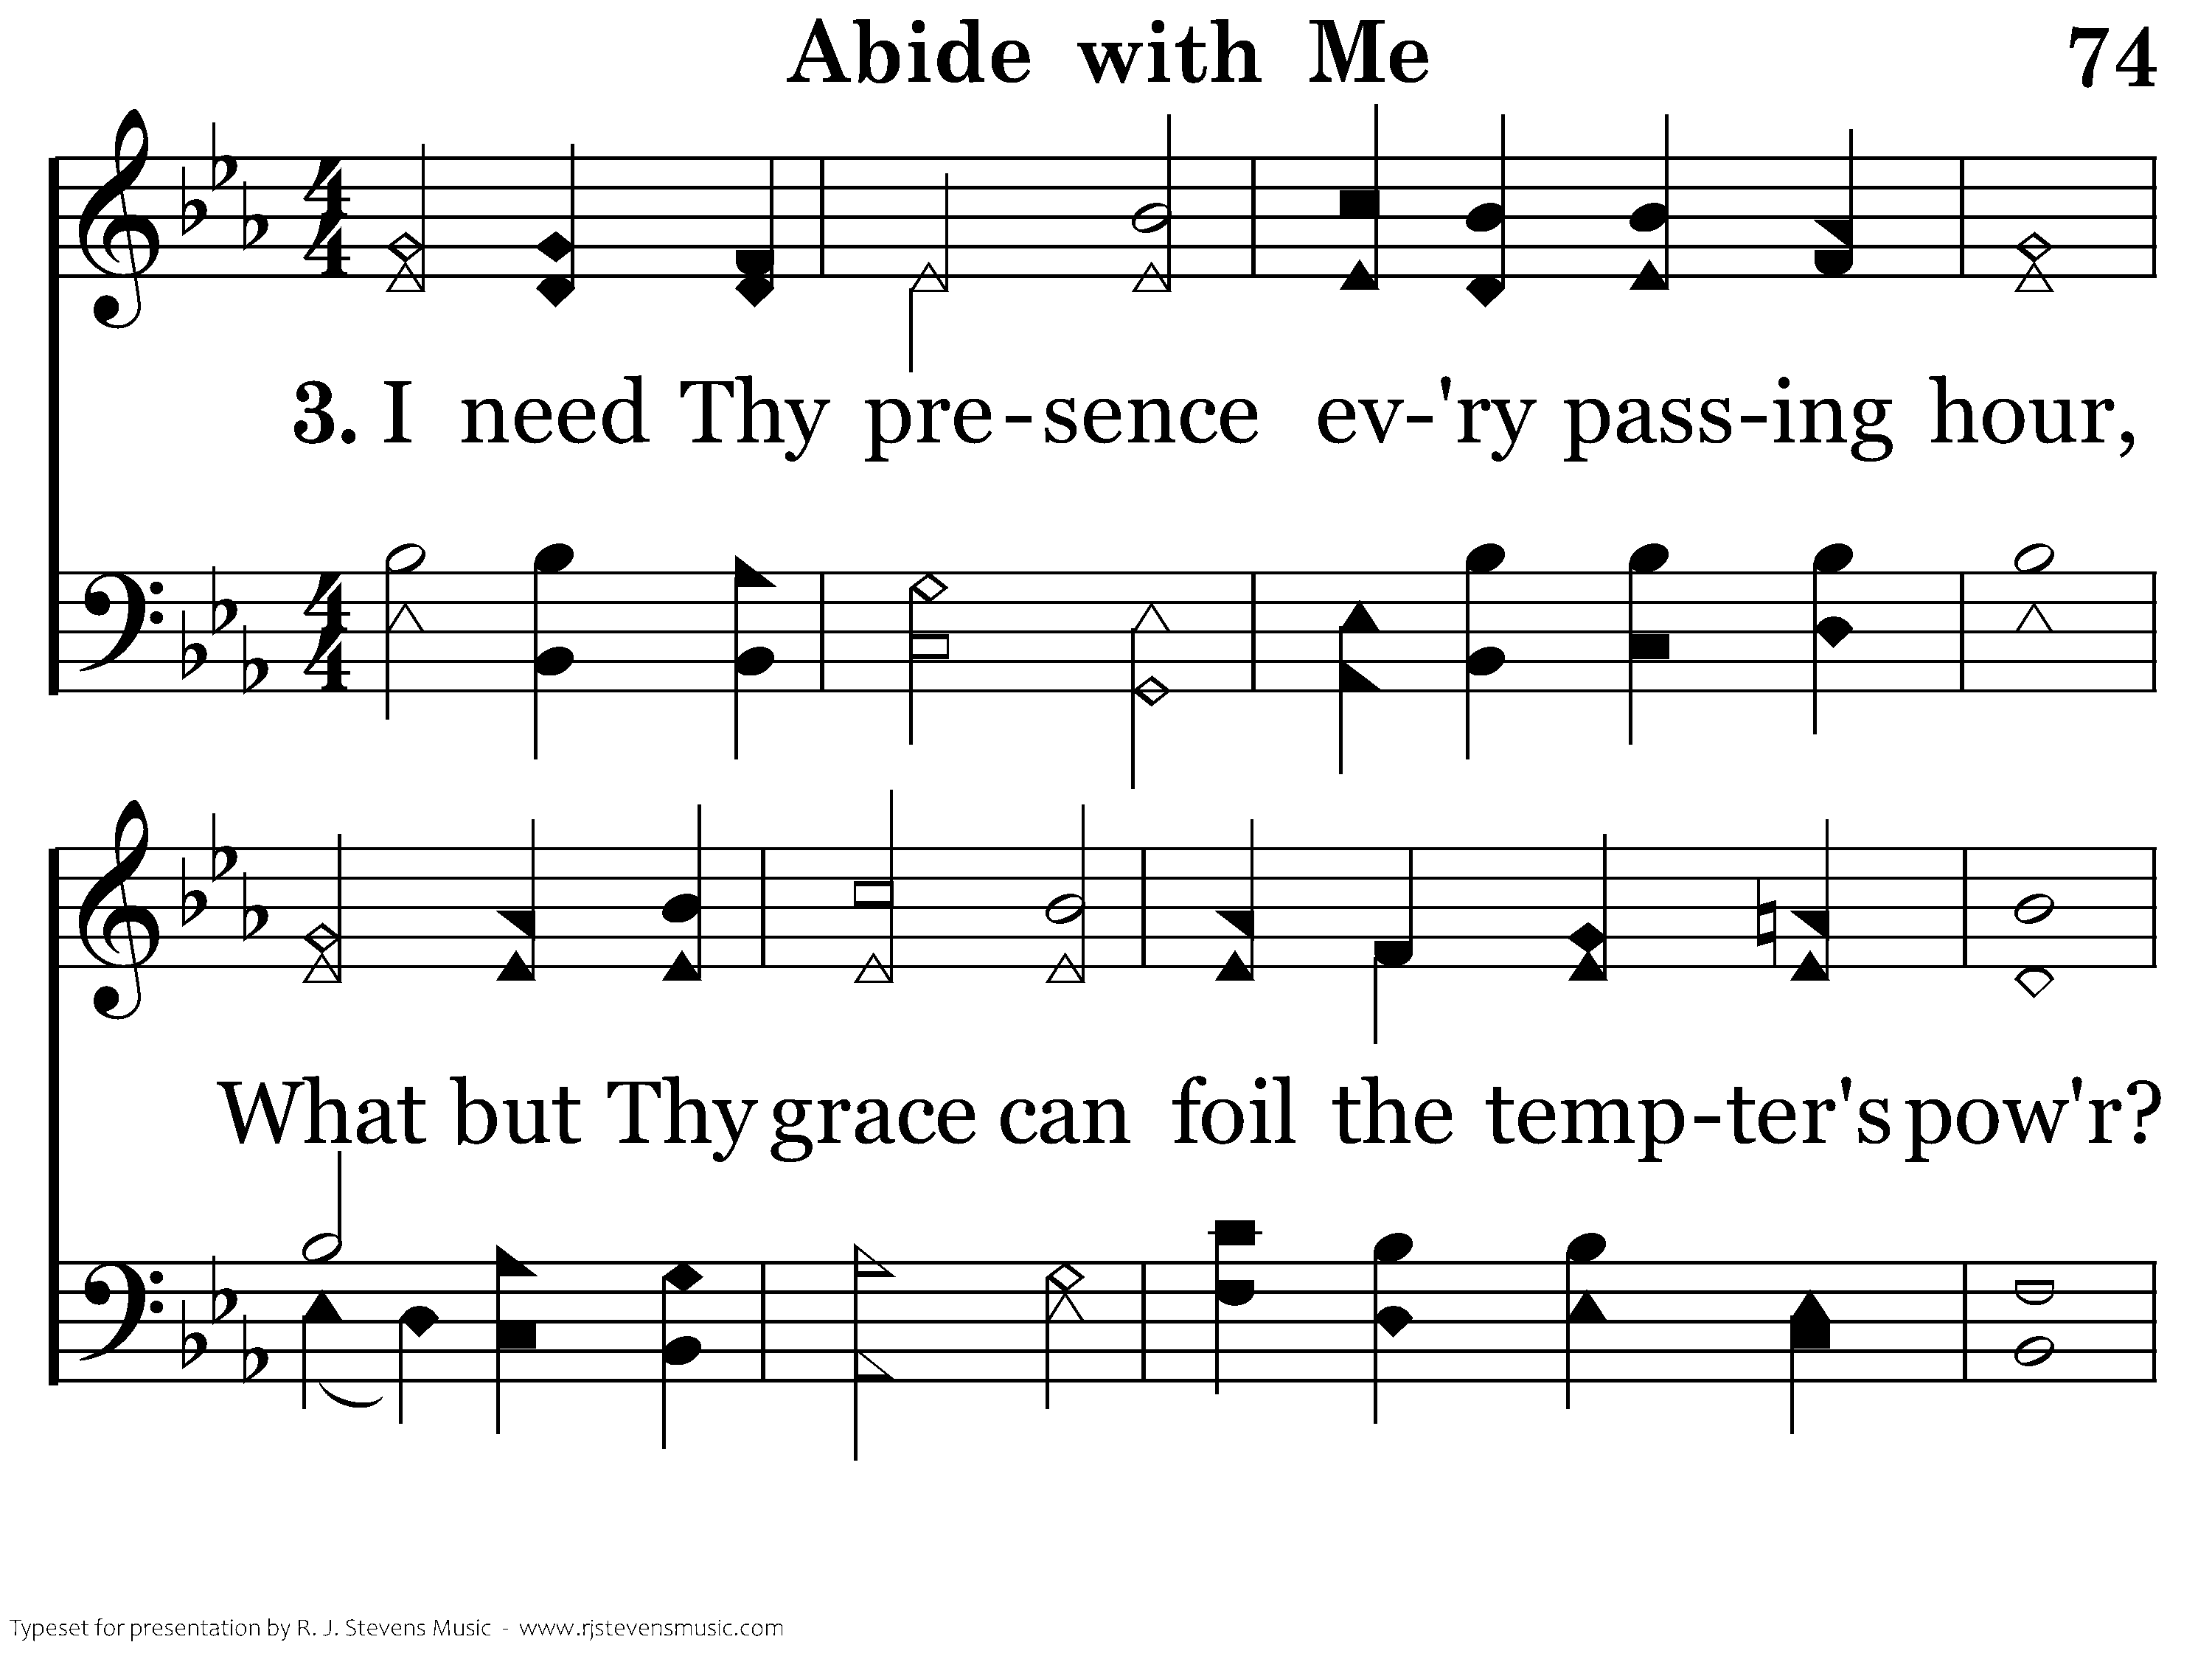 Abide with Me 74
3. I need Thy pre-sence ev-'ry pass-ing hour,
What but Thy grace can foil the temp-ter's pow'r?
Typeset for presentation by R. J. Stevens Music - www.rjstevensmusic.com